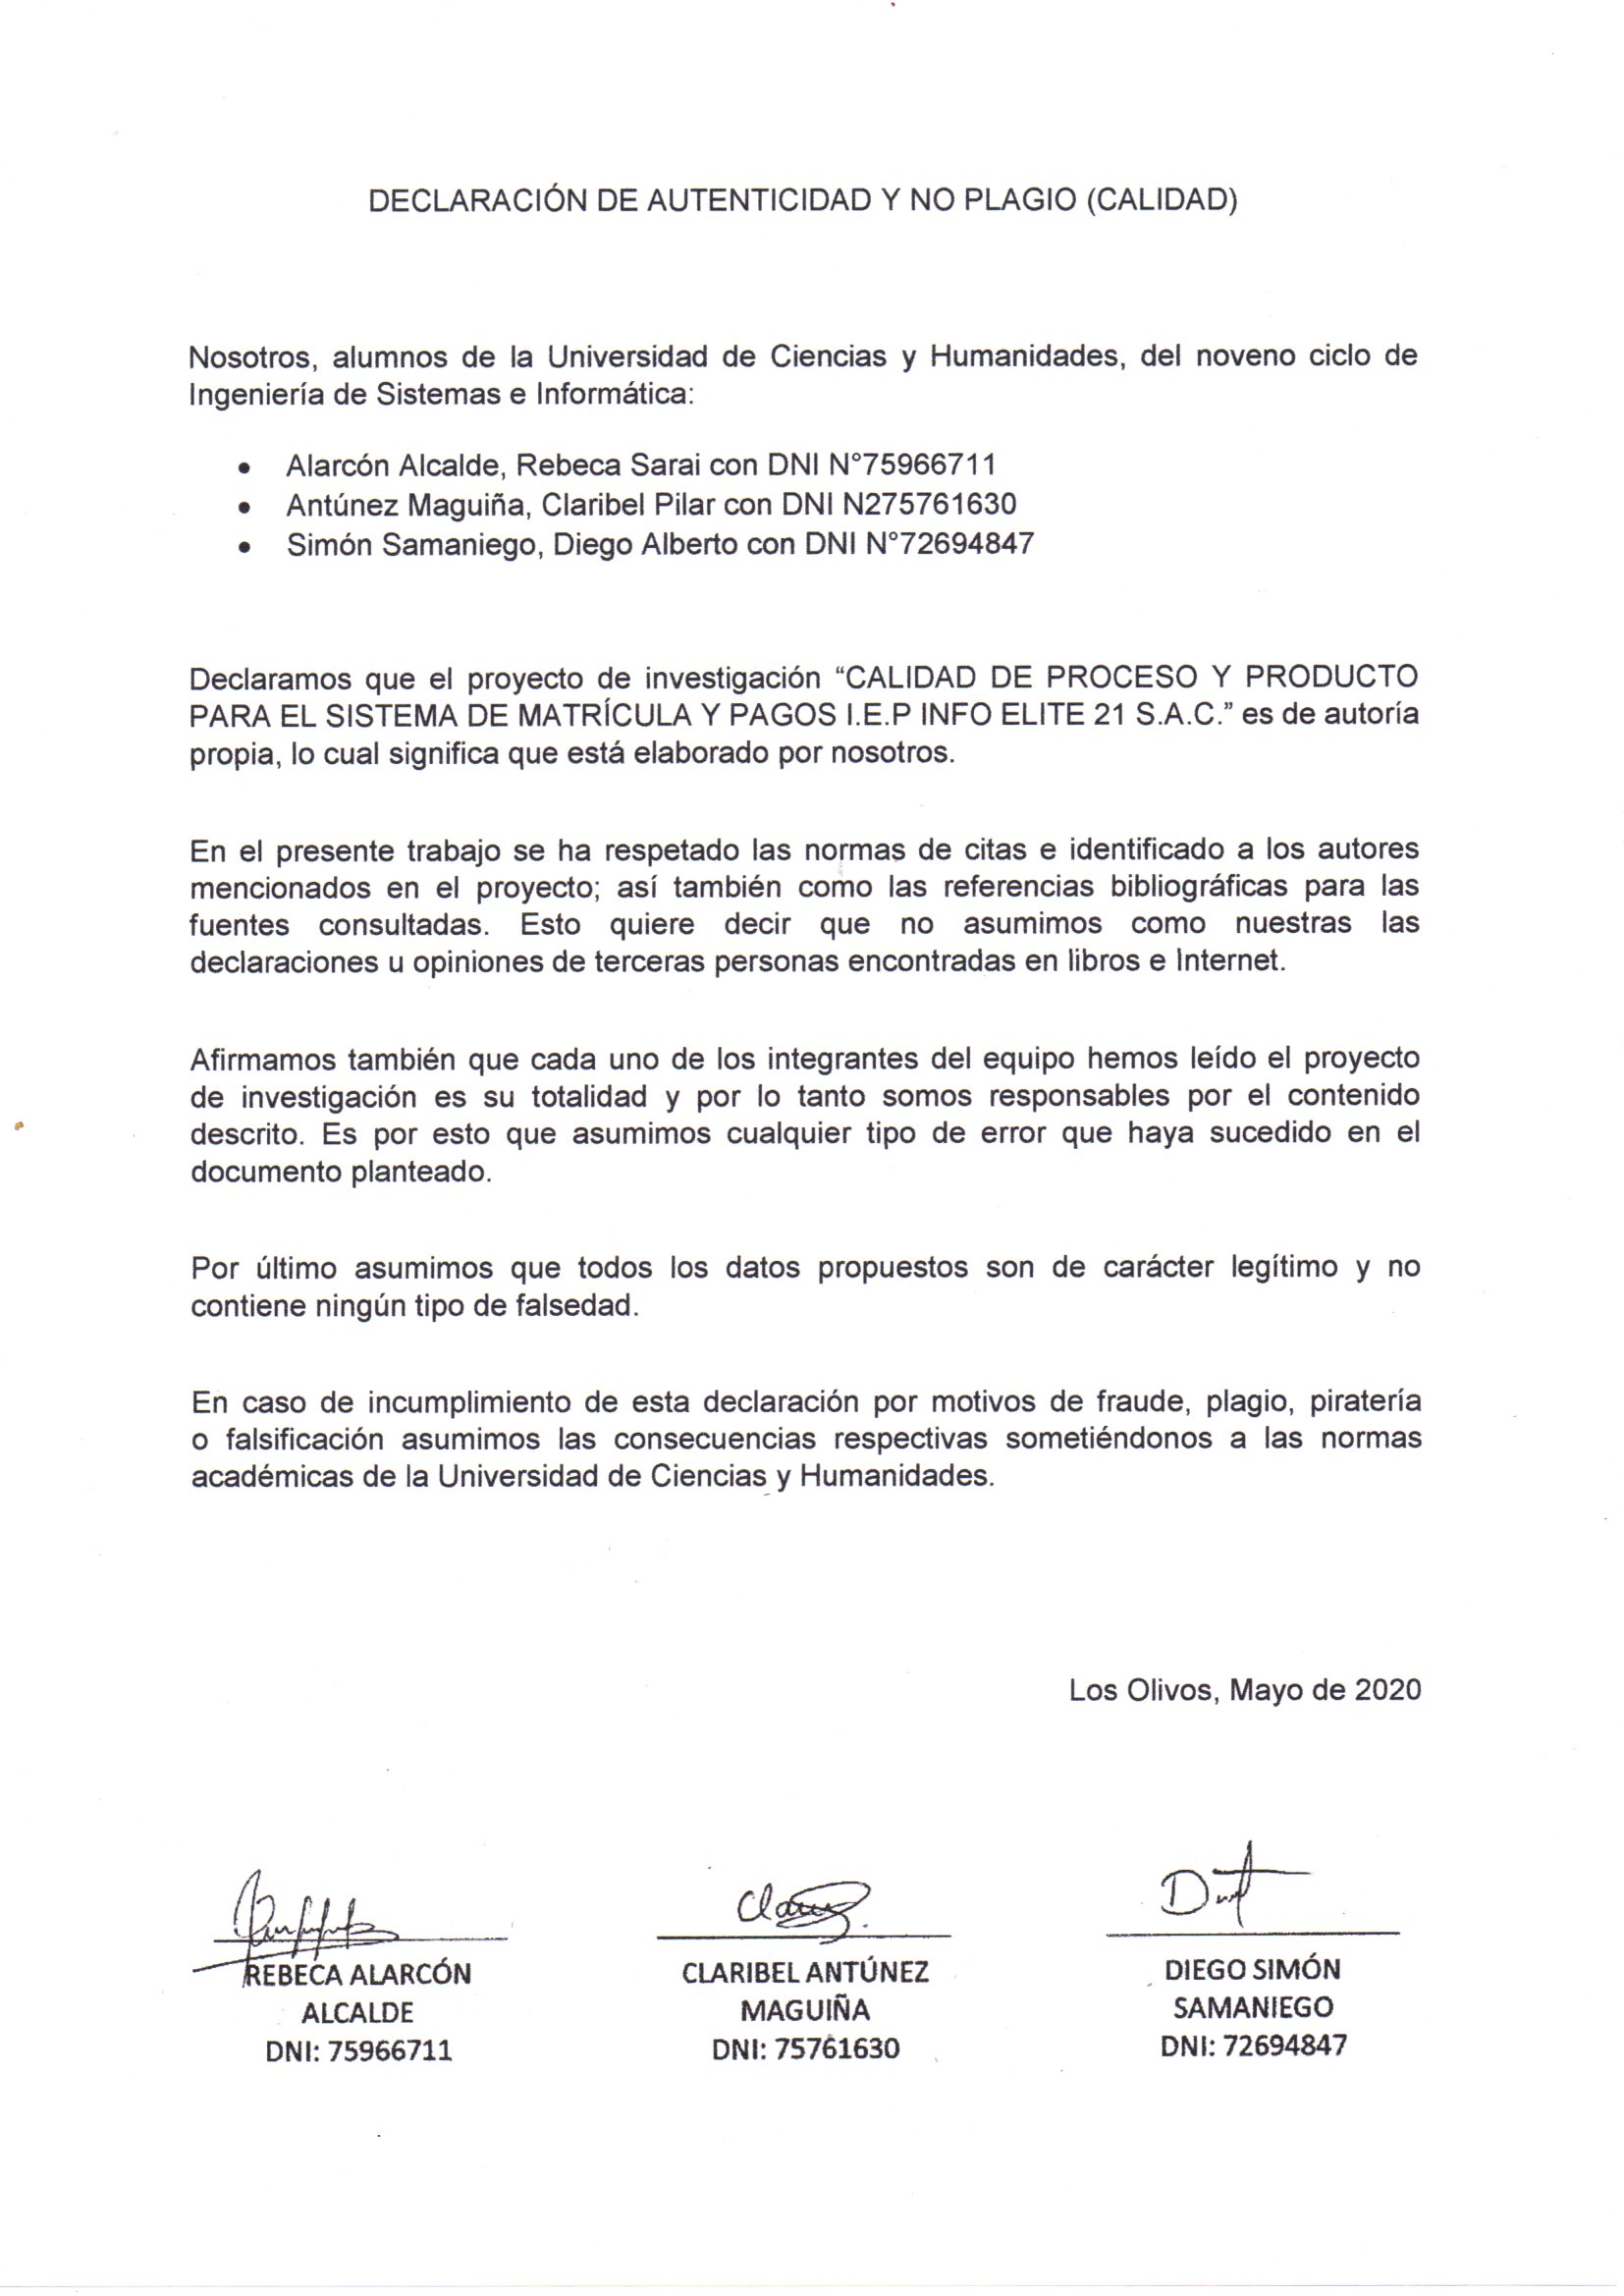 DECLARACIÓN DE AUTENTICIDAD Y NO PLAGIO (CALIDAD)
Nosotros, alumnos de la Universidad de Ciencias y Humanidades, del noveno ciclo de
Ingeniería de Sistemas e Informática:
• Alarcón Alcalde, Rebeca Sarai con DNI N°75966711
• Antúnez Maguiña, Claribel Pilar con DNI N275761630
• Simón Samaniego, Diego Alberto con DNI N°72694847
Declaramos que el proyecto de investigación “CALIDAD DE PROCESO Y PRODUCTO
PARA EL SISTEMA DE MATRÍCULA Y PAGOS I.E.P INFO ELITE 21 S.A.C.” es de autoría
propia, lo cual significa que está elaborado por nosotros.
En el presente trabajo se ha respetado las normas de citas e identificado a los autores
mencionados en el proyecto; así también como las referencias bibliográficas para las
fuentes consultadas. Esto quiere decir que no asumimos como nuestras las
declaraciones u opiniones de terceras personas encontradas en libros e Internet.
Afirmamos también que cada uno de los integrantes del equipo hemos leído el proyecto
de investigación es su totalidad y por lo tanto somos responsables por el contenido
descrito. Es por esto que asumimos cualquier tipo de error que haya sucedido en el
documento planteado.
Por último asumimos que todos los datos propuestos son de carácter legítimo y no
contiene ningún tipo de falsedad.
En caso de incumplimiento de esta declaración por motivos de fraude, plagio, piratería
o falsificación asumimos las consecuencias respectivas sometiéndonos a las normas
académicas de la Universidad de Ciencias y Humanidades.
Los Olivos, Mayo de 2020
REBECA ALARCÓN
ALCALDE
DNI: 75966711
CLARIBEL ANTÚNEZ
MAGUIÑA
DNI: 75761630
DIEGO SIMÓN
SAMANIEGO
DNI: 72694847